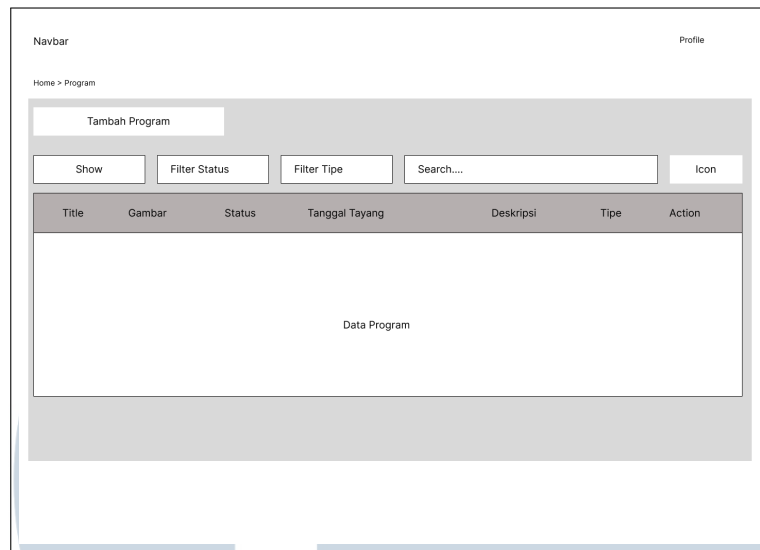 Navbar Profile
Home > Program
Tambah Program
Show Filter Status Filter Tipe Search.... Icon
Title Gambar Status Tanggal Tayang Deskripsi Tipe Action
Data Program